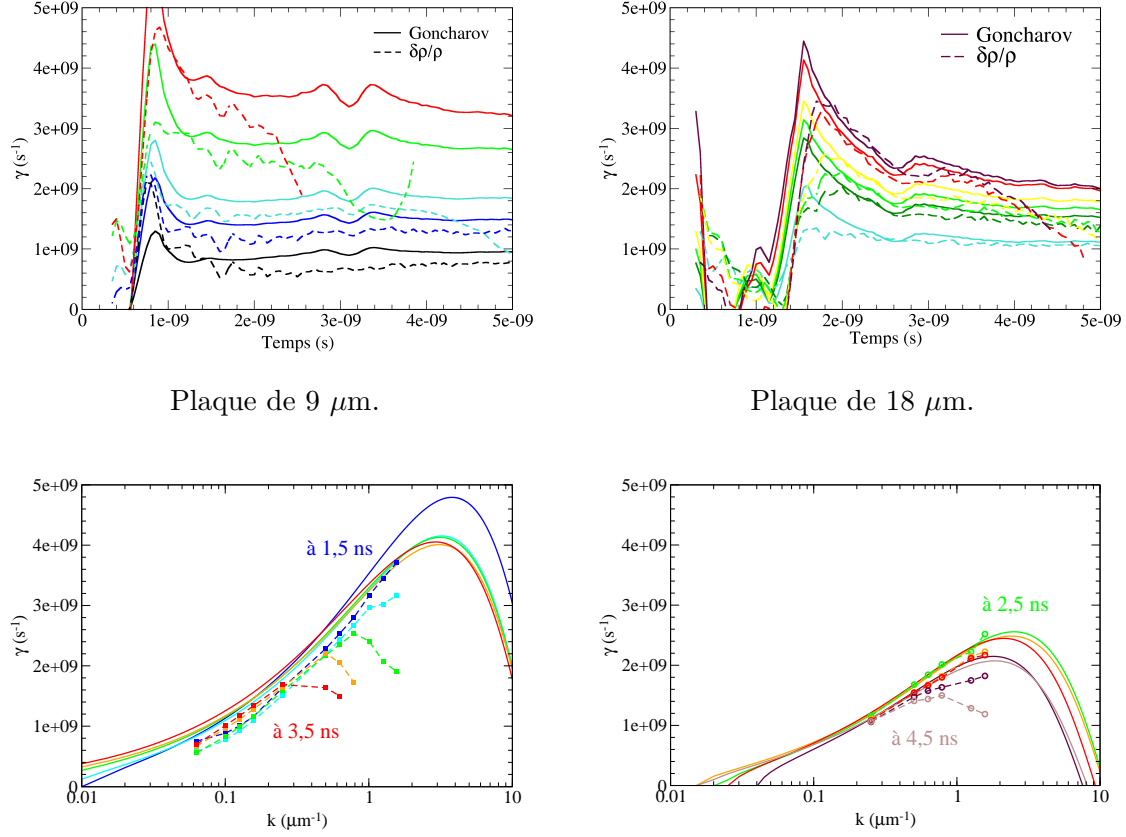 5e+09
4e+09
3e+09
2e+09
1e+09
0
γ (s⁻¹)
0 1e-09 2e-09 3e-09 4e-09 5e-09
Temps (s)
Goncharov
δρ/ρ
5e+09
4e+09
3e+09
2e+09
1e+09
0
γ (s⁻¹)
0 1e-09 2e-09 3e-09 4e-09 5e-09
Temps (s)
Goncharov
δρ/ρ
Plaque de 9 μm.
Plaque de 18 μm.
5e+09
4e+09
3e+09
2e+09
1e+09
0
γ (s⁻¹)
0.01 0.1 1 10
k (μm⁻¹)
à 1,5 ns
à 3,5 ns
5e+09
4e+09
3e+09
2e+09
1e+09
0
γ (s⁻¹)
0.01 0.1 1 10
k (μm⁻¹)
à 2,5 ns
à 4,5 ns